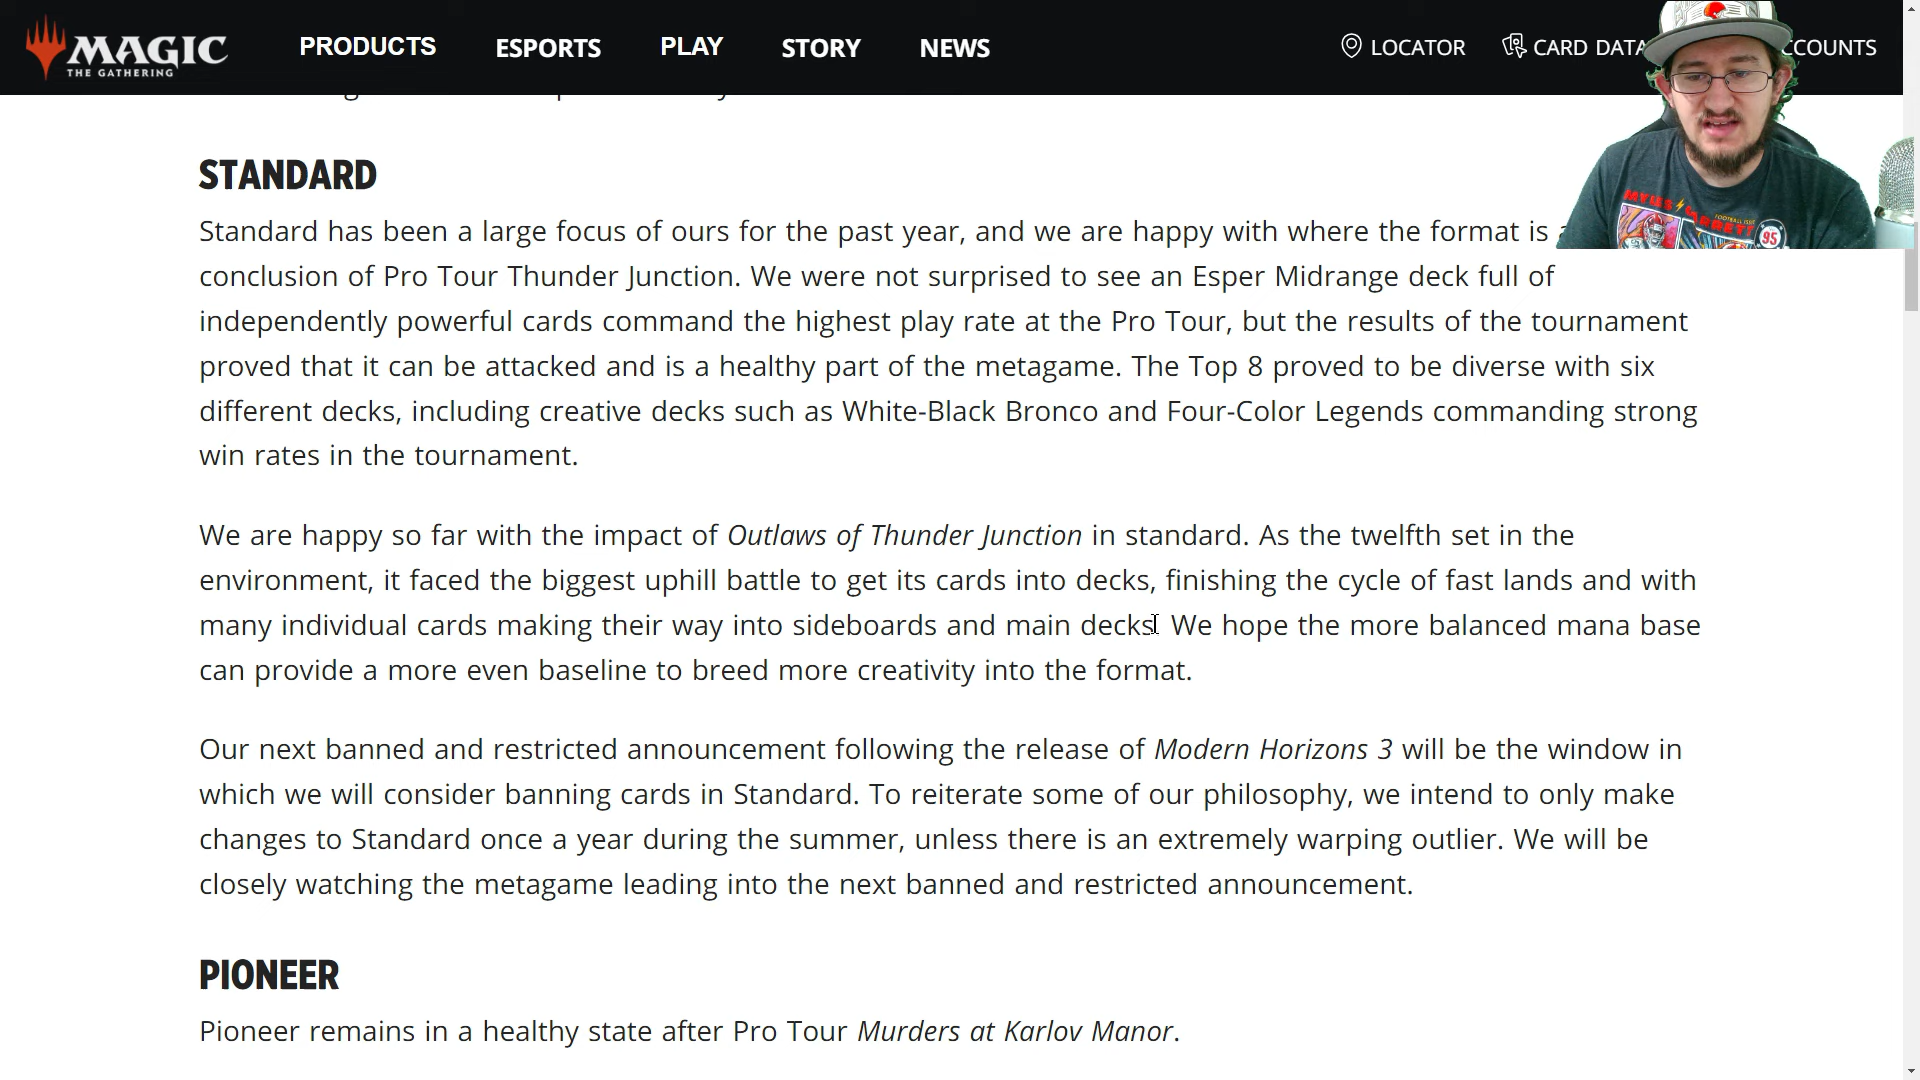 MAGIC
THE GATHERING
PRODUCTS
ESPORTS
PLAY
STORY
NEWS
LOCATOR
CARD DATA
CCOUNTS
STANDARD
Standard has been a large focus of ours for the past year, and we are happy with where the format is
conclusion of Pro Tour Thunder Junction. We were not surprised to see an Esper Midrange deck full of
independently powerful cards command the highest play rate at the Pro Tour, but the results of the tournament
proved that it can be attacked and is a healthy part of the metagame. The Top 8 proved to be diverse with six
different decks, including creative decks such as White-Black Bronco and Four-Color Legends commanding strong
win rates in the tournament.
We are happy so far with the impact of Outlaws of Thunder Junction in standard. As the twelfth set in the
environment, it faced the biggest uphill battle to get its cards into decks, finishing the cycle of fast lands and with
many individual cards making their way into sideboards and main decks. We hope the more balanced mana base
can provide a more even baseline to breed more creativity into the format.
Our next banned and restricted announcement following the release of Modern Horizons 3 will be the window in
which we will consider banning cards in Standard. To reiterate some of our philosophy, we intend to only make
changes to Standard once a year during the summer, unless there is an extremely warping outlier. We will be
closely watching the metagame leading into the next banned and restricted announcement.
PIONEER
Pioneer remains in a healthy state after Pro Tour Murders at Karlov Manor.
95